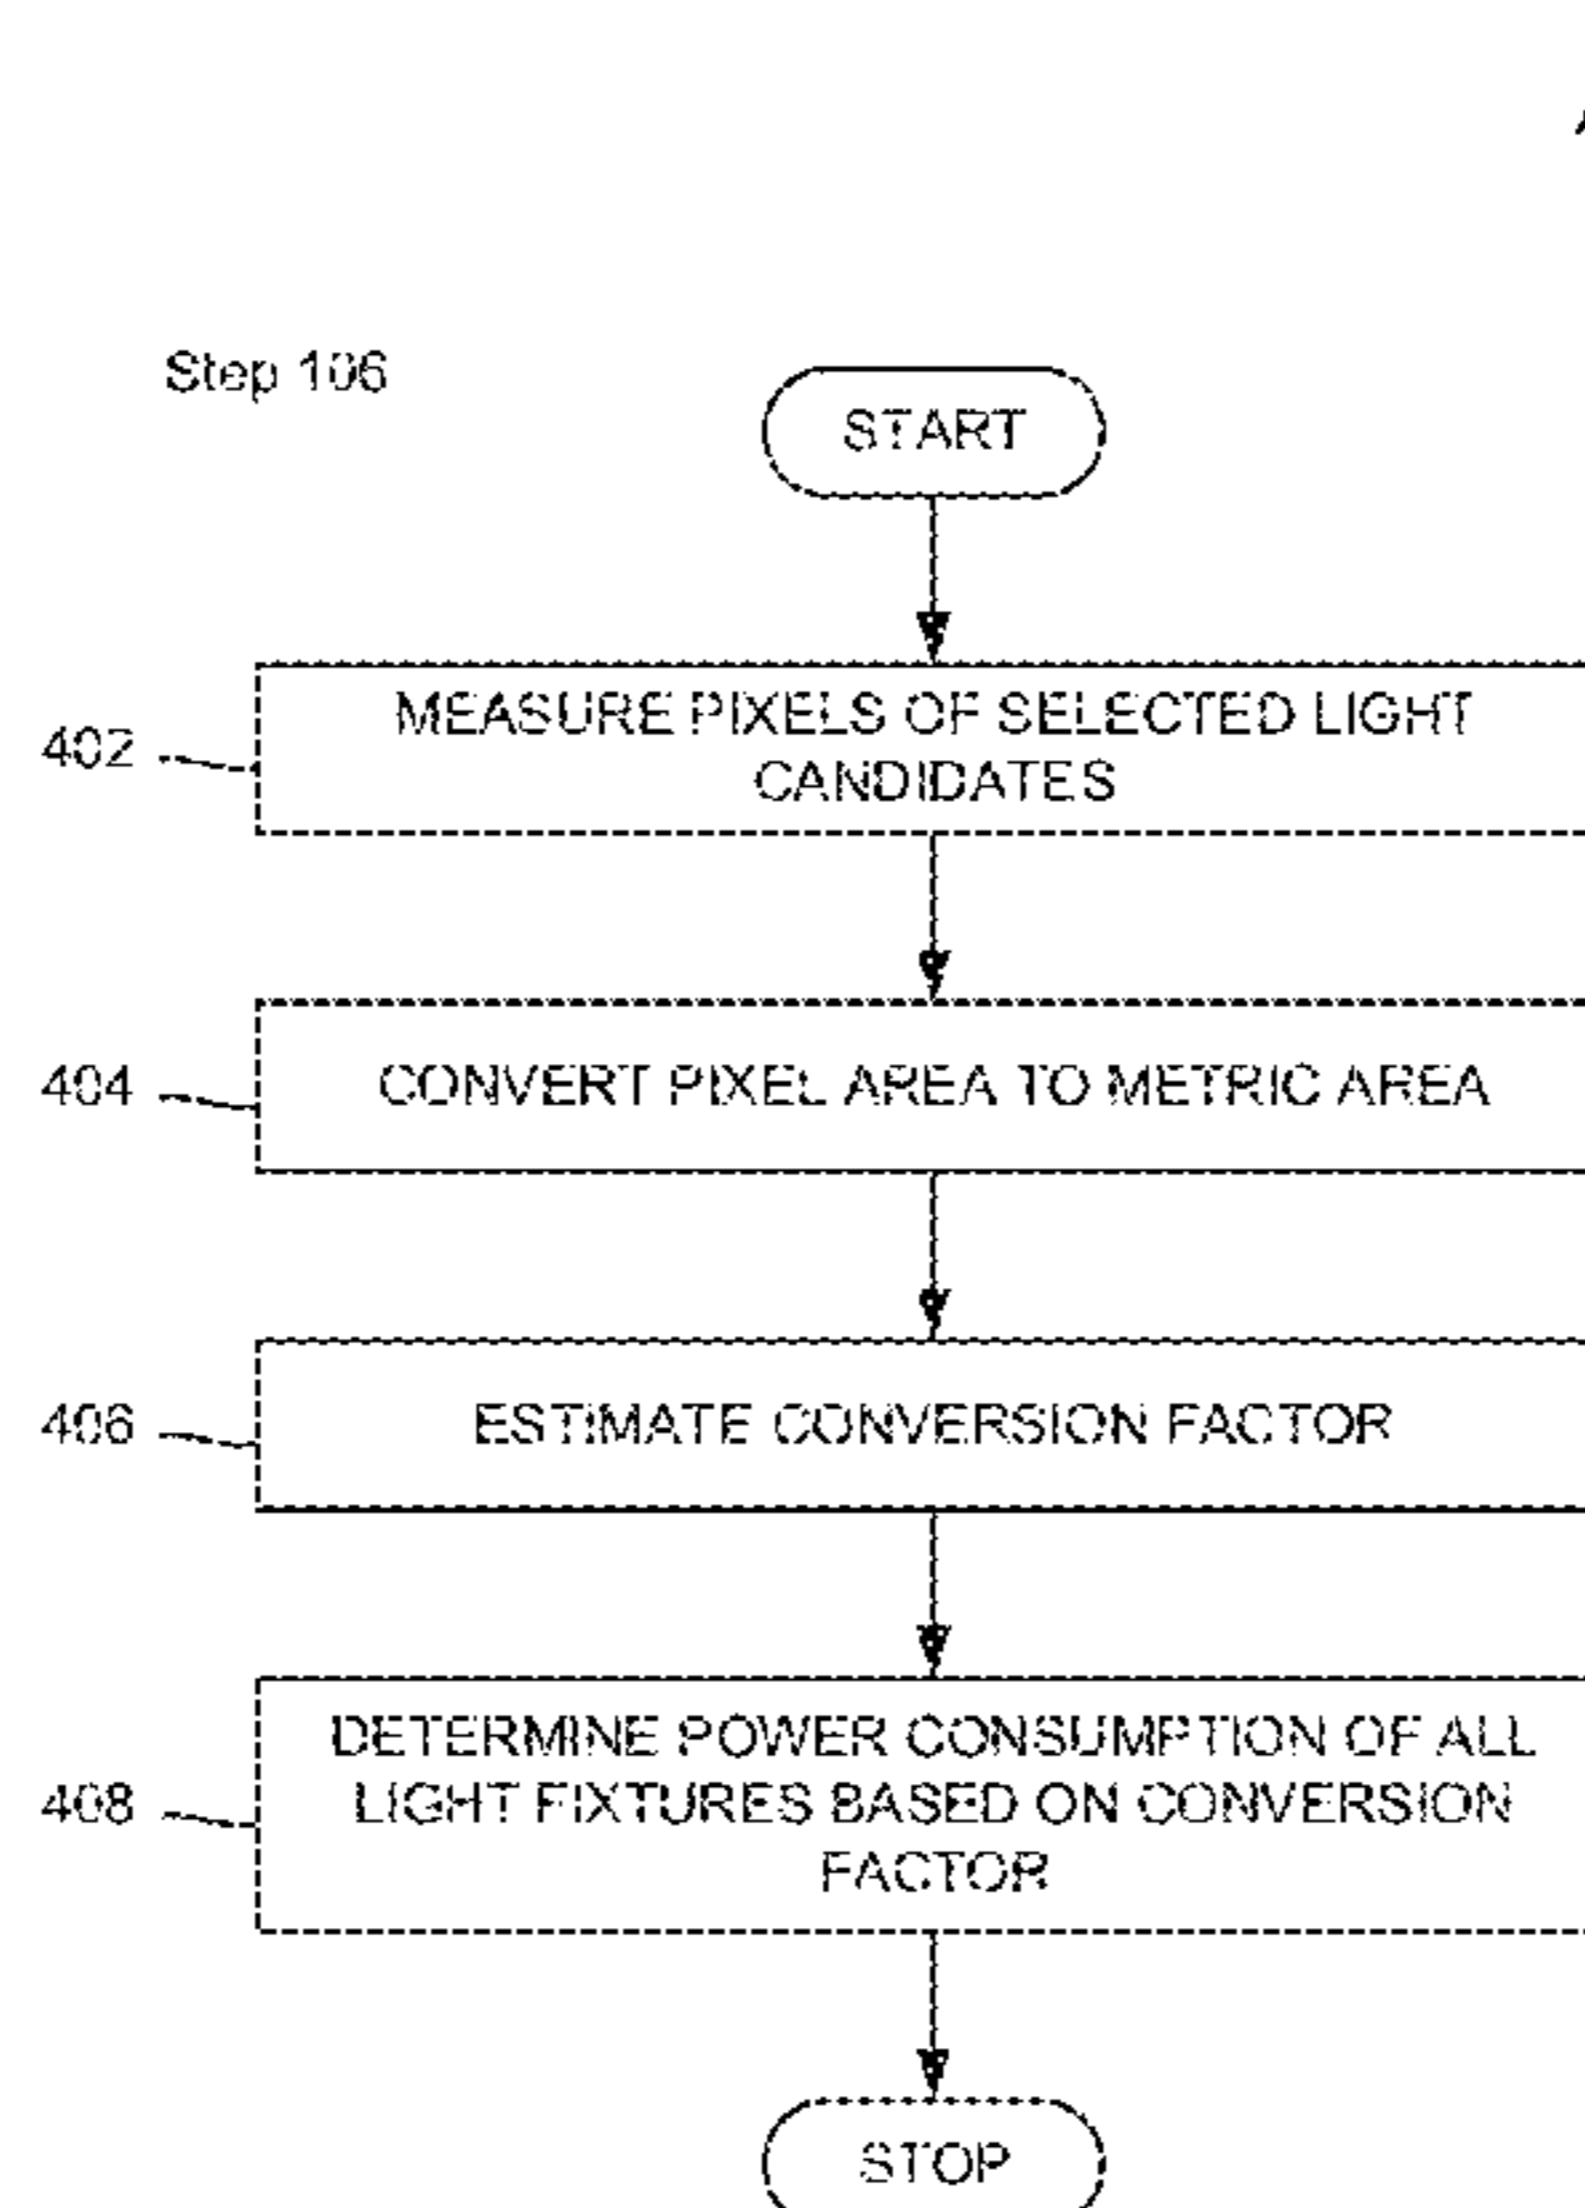 Step 106
START
402
MEASURE PIXELS OF SELECTED LIGHT
CANDIDATES
404
CONVERT PIXEL AREA TO METRIC AREA
406
ESTIMATE CONVERSION FACTOR
408
DETERMINE POWER CONSUMPTION OF ALL
LIGHT FIXTURES BASED ON CONVERSION
FACTOR
STOP